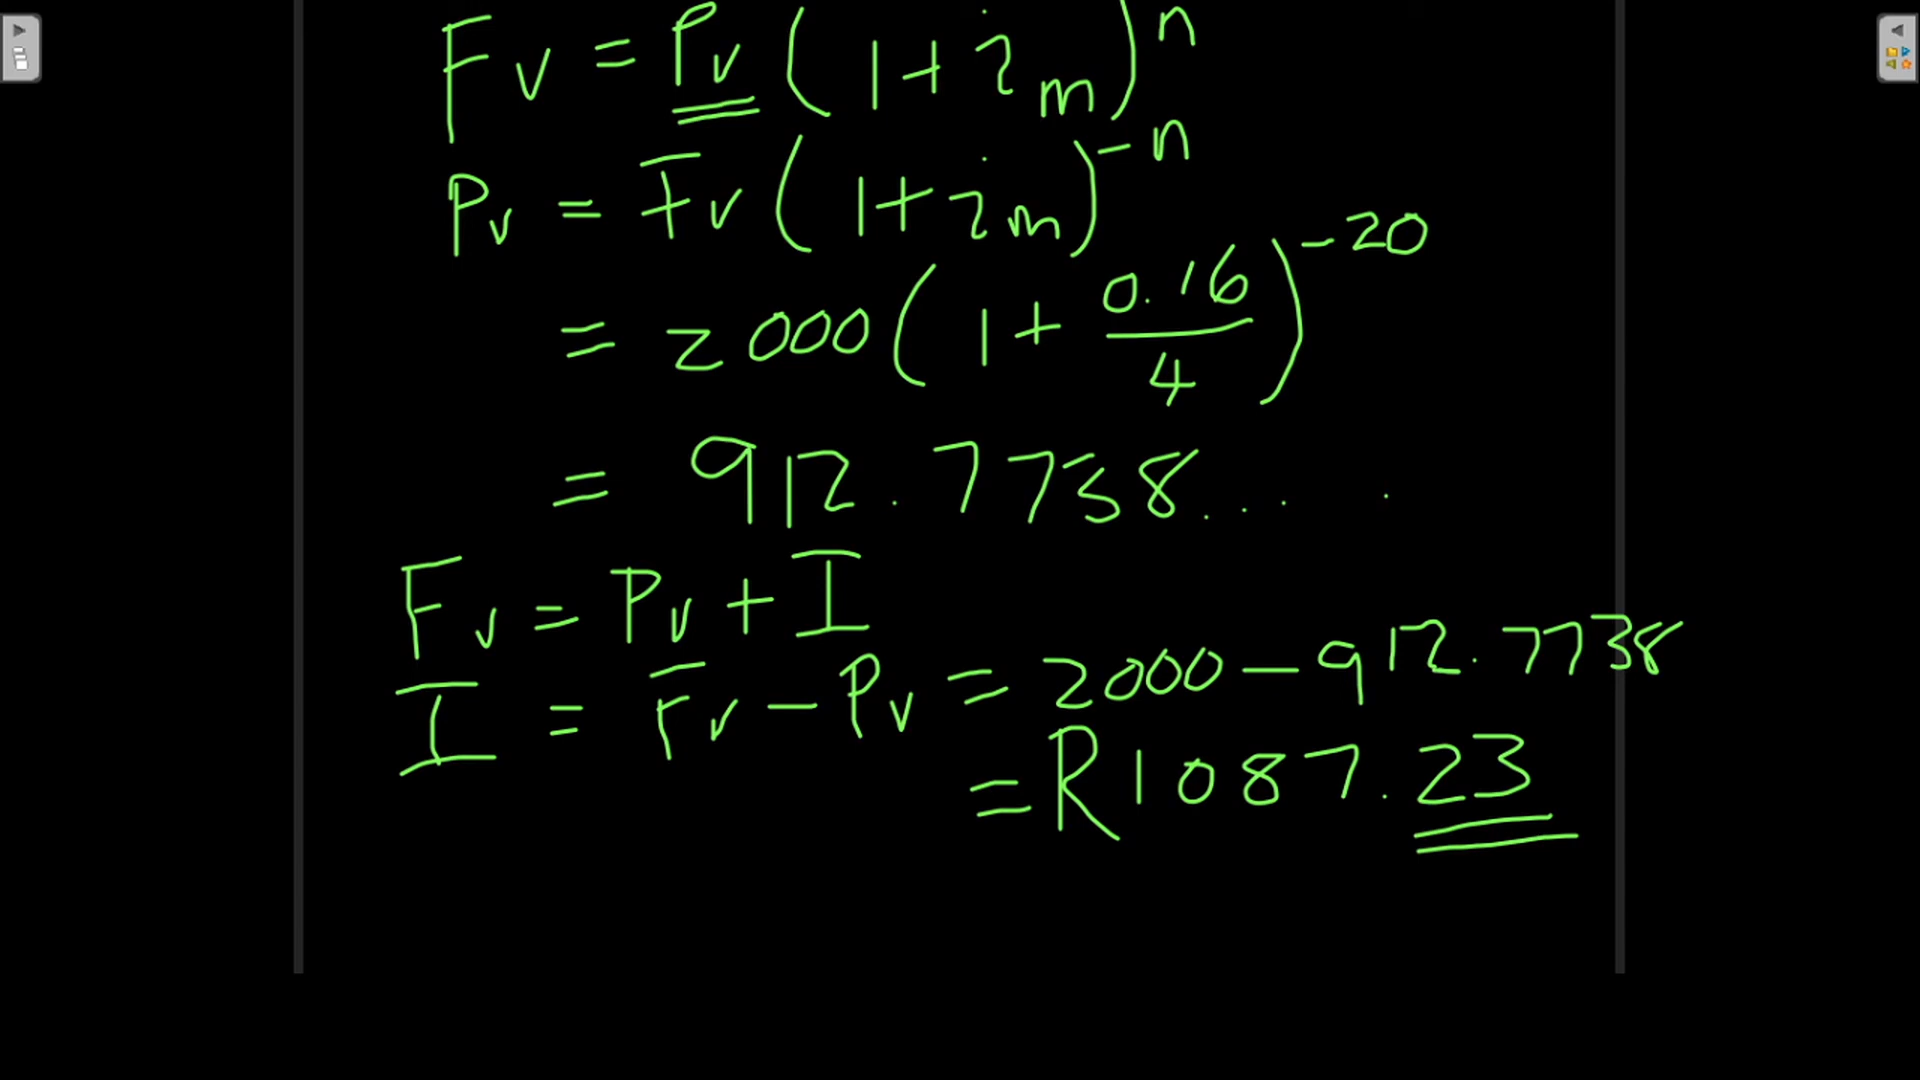 Fv = Pv (1 + im)^n
Pv = Fv (1 + im)^-n
= 2000 (1 + 0.16/4)^-20
= 912.7738...
Fv = Pv + I
I = Fv - Pv = 2000 - 912.7738
= R1087.23